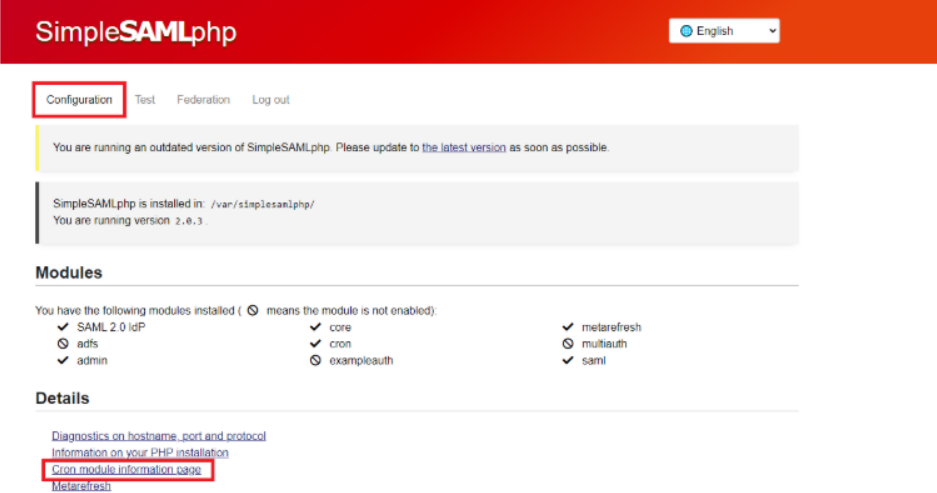 SimpleSAMLphp
English
Configuration Test Federation Log out
You are running an outdated version of SimpleSAMLphp. Please update to the latest version as soon as possible.
SimpleSAMLphp is installed in: /var/simplesamlphp/
You are running version 2.0.3.
Modules
You have the following modules installed ( means the module is not enabled):
SAML 2.0 IdP core metarefresh
adfs cron multiauth
admin exampleauth saml
Details
Diagnostics on hostname, port and protocol
Information on your PHP installation
Cron module information page
Metarefresh